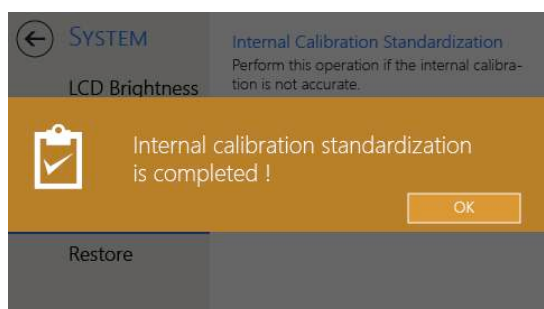 SYSTEM
Internal Calibration Standardization
Perform this operation if the internal calibra-
tion is not accurate.
LCD Brightness
Internal calibration standardization
is completed !
OK
Restore